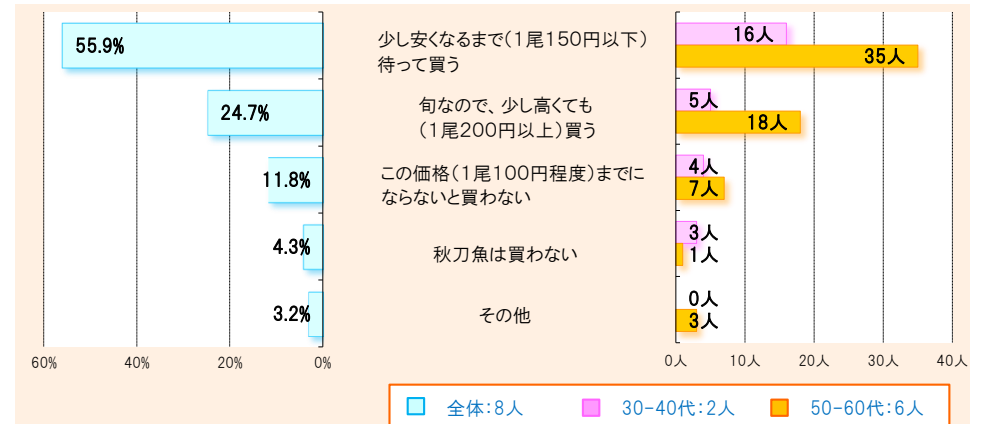 55.9%
少し安くなるまで(1尾150円以下)
待って買う
16人
35人
24.7%
旬なので、少し高くても
(1尾200円以上)買う
5人
18人
11.8%
この価格(1尾100円程度)までに
ならないと買わない
4人
7人
4.3%
秋刀魚は買わない
3人
1人
3.2%
その他
0人
3人
60% 40% 20% 0%
0人 10人 20人 30人 40人
全体:8人 30-40代:2人 50-60代:6人